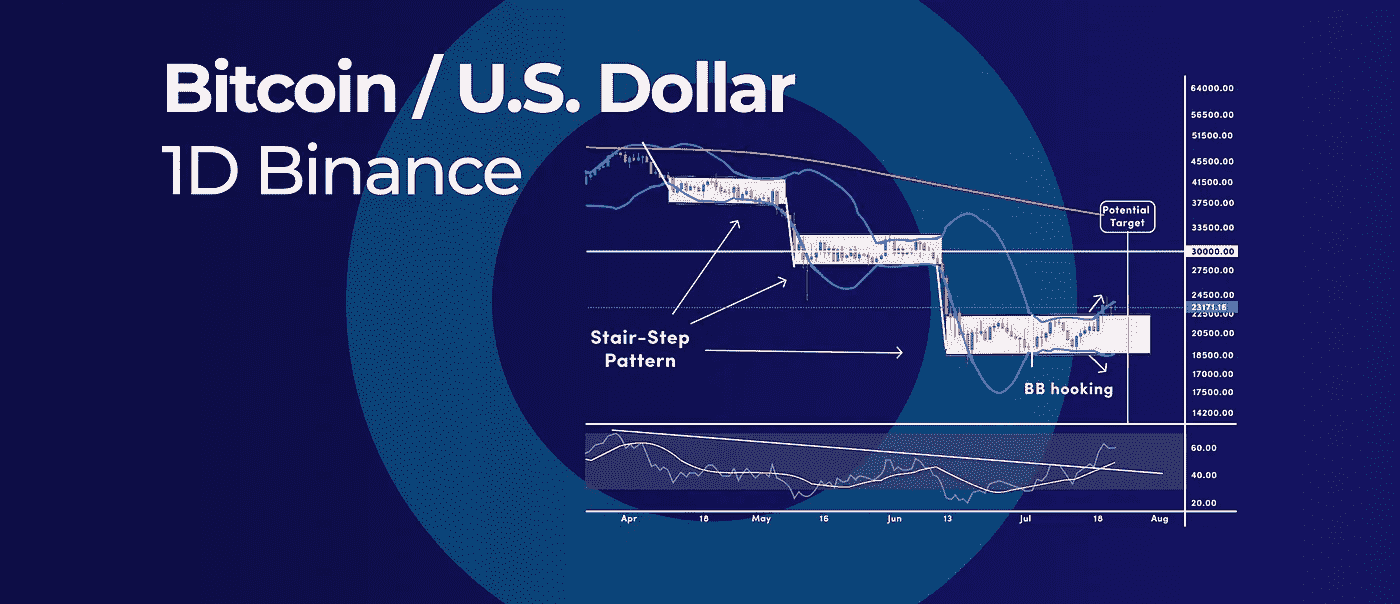 Bitcoin / U.S. Dollar
1D Binance
64000.00
56500.00
51500.00
45500.00
41500.00
37500.00
33500.00
30000.00
27500.00
24500.00
23171.16
22500.00
20500.00
18500.00
17000.00
17500.00
14200.00
Potential
Target
Stair-Step
Pattern
BB hooking
60.00
40.00
20.00
Apr 18 May 16 Jun 13 Jul 18 Aug